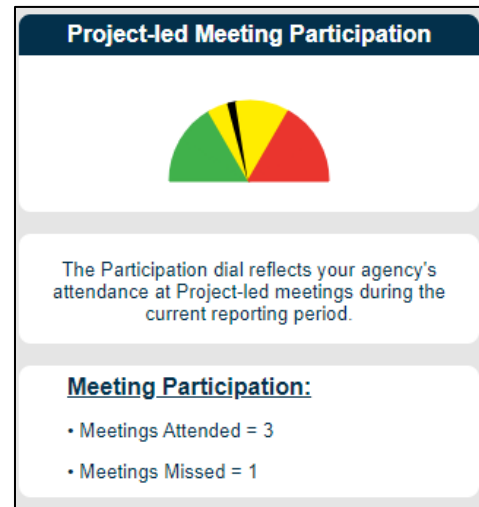 Project-led Meeting Participation
The Participation dial reflects your agency's
attendance at Project-led meetings during the
current reporting period.
Meeting Participation:
• Meetings Attended = 3
• Meetings Missed = 1